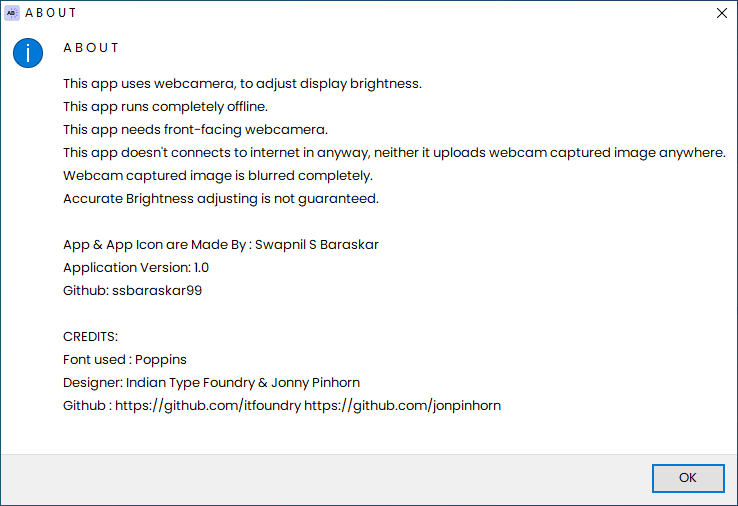 AB
ABOUT
ABOUT
This app uses webcamera, to adjust display brightness.
This app runs completely offline.
This app needs front-facing webcamera.
This app doesn't connects to internet in anyway, neither it uploads webcam captured image anywhere.
Webcam captured image is blurred completely.
Accurate Brightness adjusting is not guaranteed.
App & App Icon are Made By : Swapnil S Baraskar
Application Version: 1.0
Github: ssbaraskar99
CREDITS:
Font used : Poppins
Designer: Indian Type Foundry & Jonny Pinhorn
Github : https://github.com/itfoundry https://github.com/jonpinhorn
OK